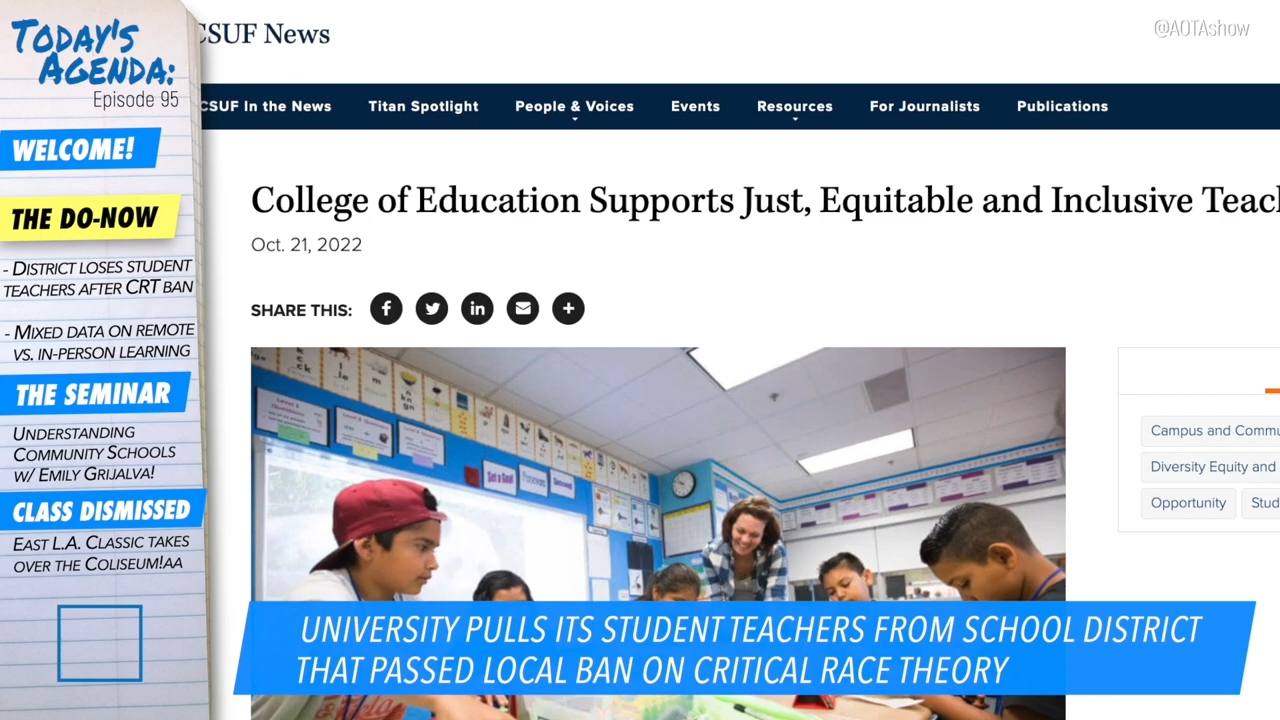 TODAY'S
AGENDA:
Episode 95
WELCOME!
THE DO-NOW
- DISTRICT LOSES STUDENT
TEACHERS AFTER CRT BAN
- MIXED DATA ON REMOTE
VS. IN-PERSON LEARNING
THE SEMINAR
UNDERSTANDING
COMMUNITY SCHOOLS
W/ EMILY GRIJALVA!
CLASS DISMISSED
EAST L.A. CLASSIC TAKES
OVER THE COLISEUM!AA
CSUF News
@AOTAshow
CSUF In the News Titan Spotlight People & Voices Events Resources For Journalists Publications
College of Education Supports Just, Equitable and Inclusive Teac
Oct. 21, 2022
SHARE THIS:
Campus and Commu
Diversity Equity and
Opportunity Stud
UNIVERSITY PULLS ITS STUDENT TEACHERS FROM SCHOOL DISTRICT
THAT PASSED LOCAL BAN ON CRITICAL RACE THEORY